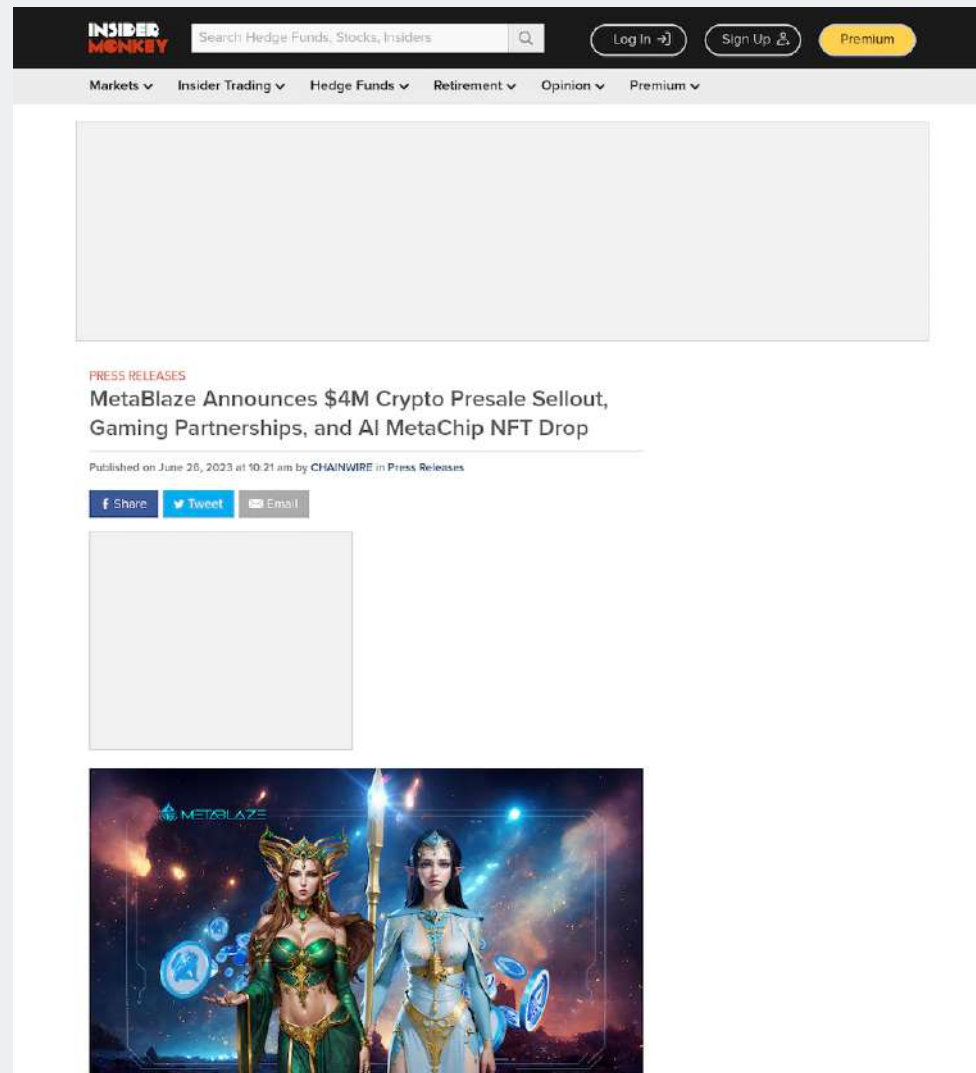 INSIDER
MONKEY
Search Hedge Funds, Stocks, Insiders
Log In
Sign Up
Premium
Markets
Insider Trading
Hedge Funds
Retirement
Opinion
Premium
PRESS RELEASES
MetaBlaze Announces $4M Crypto Presale Sellout,
Gaming Partnerships, and AI MetaChip NFT Drop
Published on June 26, 2023 at 10:21 am by CHAINWIRE in Press Releases
Share
Tweet
Email
METABLAZE